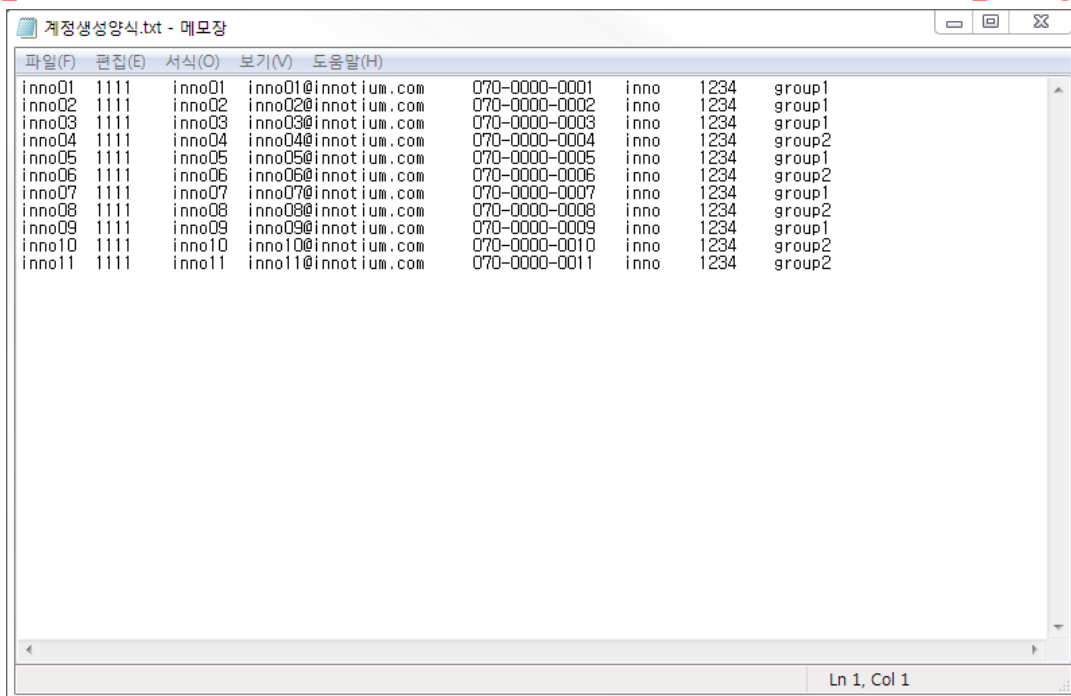 계정생성양식.txt - 메모장
파일(F) 편집(E) 서식(O) 보기(V) 도움말(H)
inno01 1111 inno01 inno01@innotium.com 070-0000-0001 inno 1234 group1
inno02 1111 inno02 inno02@innotium.com 070-0000-0002 inno 1234 group1
inno03 1111 inno03 inno03@innotium.com 070-0000-0003 inno 1234 group1
inno04 1111 inno04 inno04@innotium.com 070-0000-0004 inno 1234 group2
inno05 1111 inno05 inno05@innotium.com 070-0000-0005 inno 1234 group1
inno06 1111 inno06 inno06@innotium.com 070-0000-0006 inno 1234 group2
inno07 1111 inno07 inno07@innotium.com 070-0000-0007 inno 1234 group1
inno08 1111 inno08 inno08@innotium.com 070-0000-0008 inno 1234 group2
inno09 1111 inno09 inno09@innotium.com 070-0000-0009 inno 1234 group1
inno10 1111 inno10 inno10@innotium.com 070-0000-0010 inno 1234 group2
inno11 1111 inno11 inno11@innotium.com 070-0000-0011 inno 1234 group2
Ln 1, Col 1